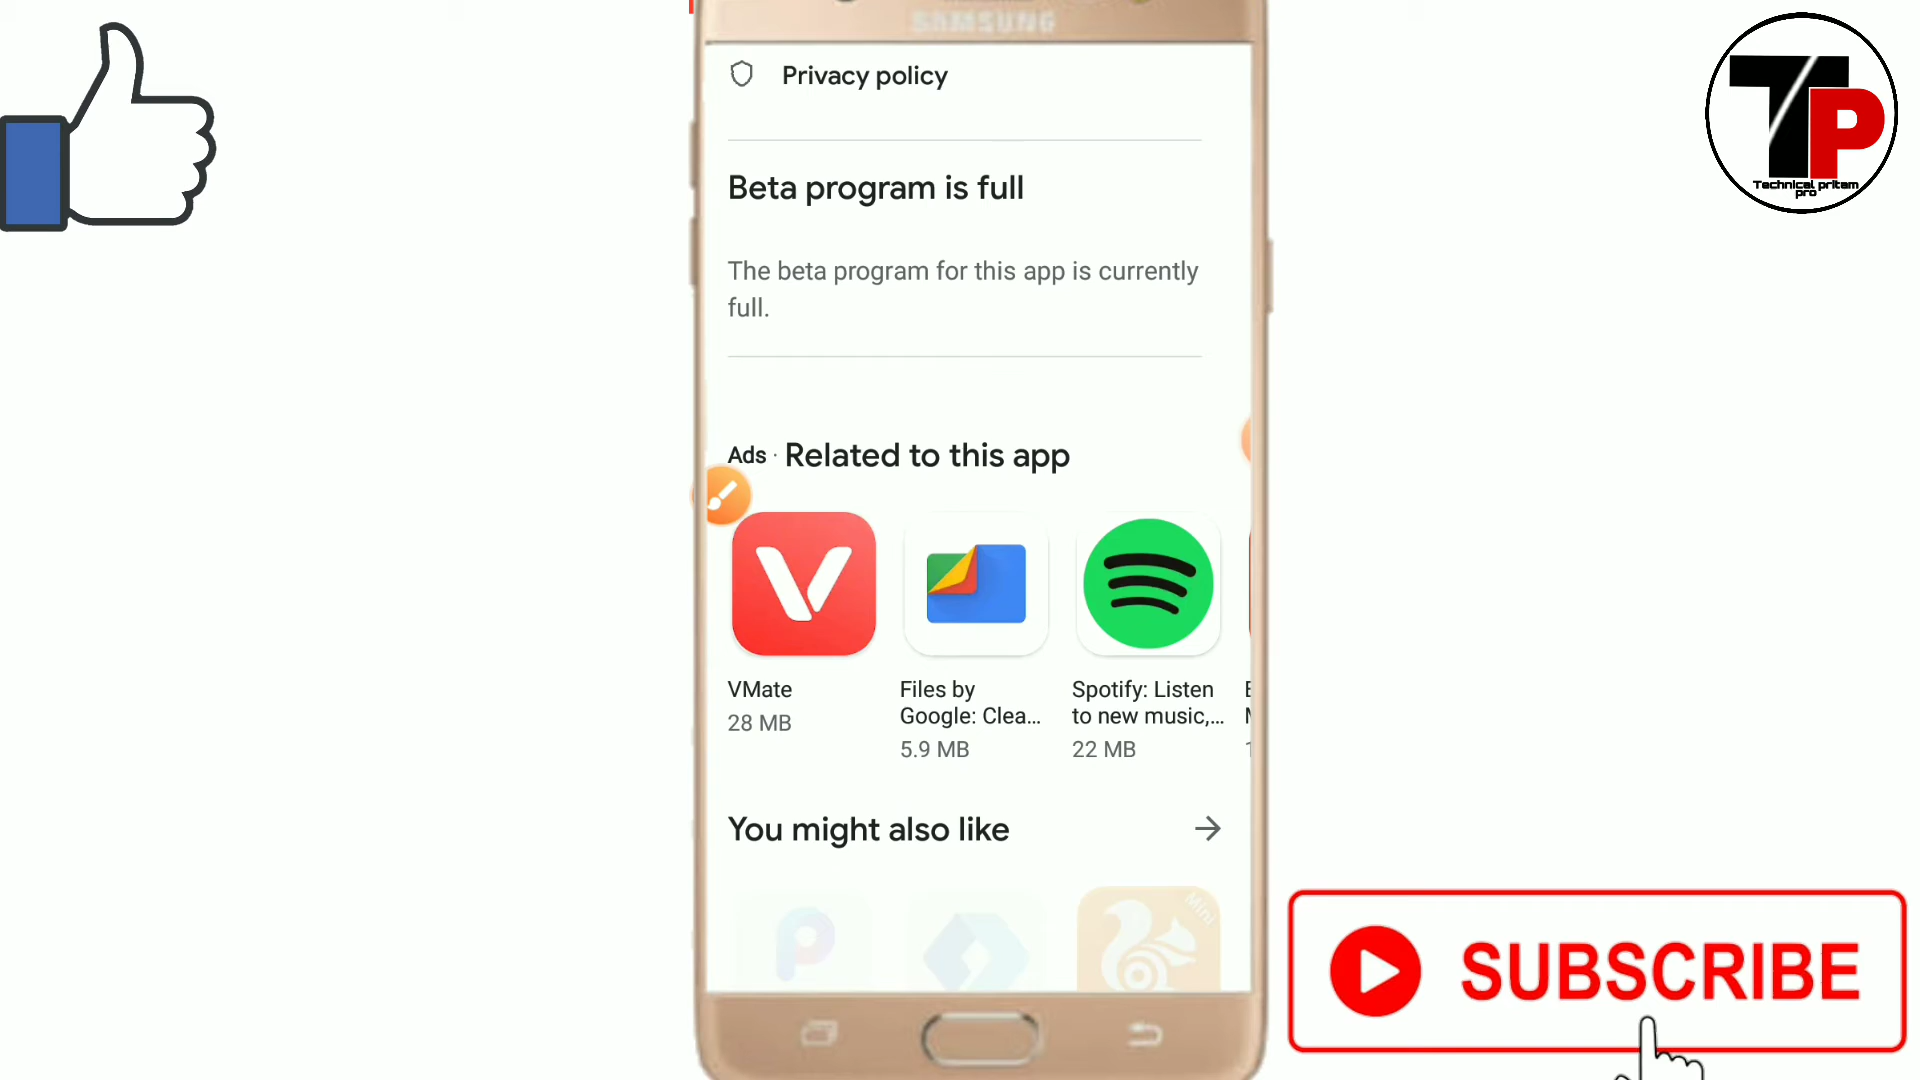 SAMSUNG
Privacy policy
Beta program is full
The beta program for this app is currently
full.
Ads · Related to this app
VMate
28 MB
Files by
Google: Clea...
5.9 MB
Spotify: Listen
to new music,...
22 MB
You might also like
Mini
TP
Technical pritam
pro
SUBSCRIBE